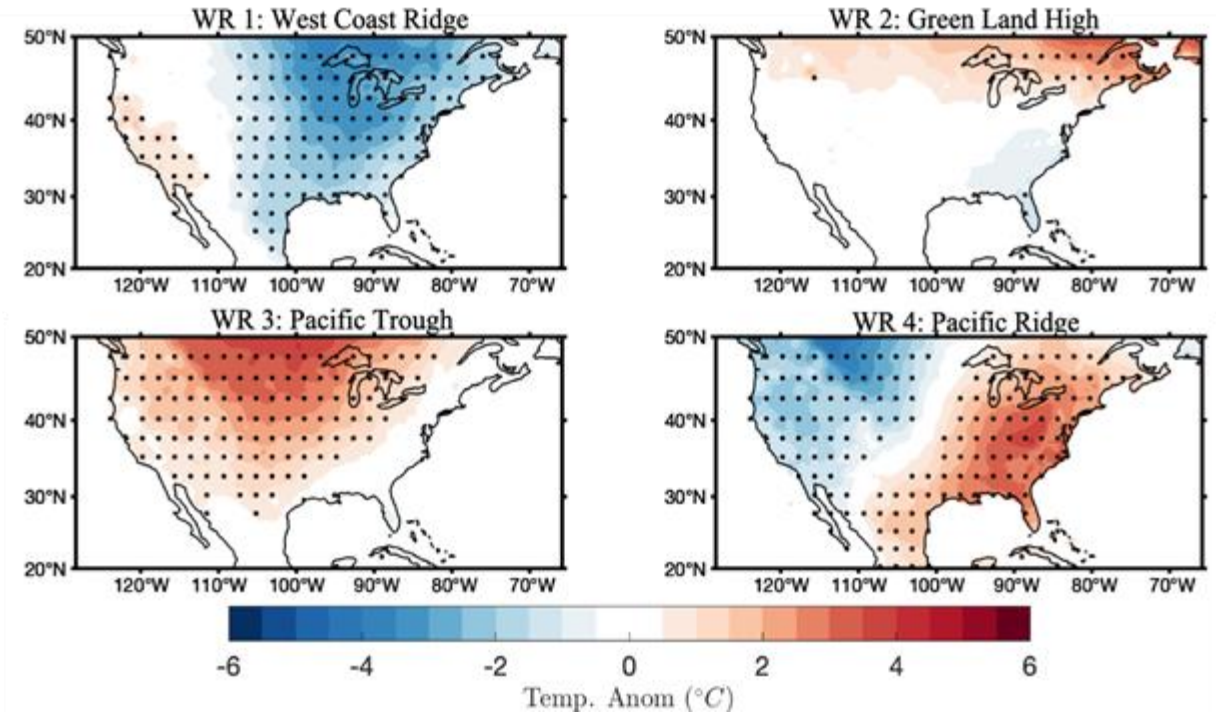 WR 1: West Coast Ridge
50°N
40°N
30°N
20°N
120°W 110°W 100°W 90°W 80°W 70°W
WR 2: Green Land High
50°N
40°N
30°N
20°N
120°W 110°W 100°W 90°W 80°W 70°W
WR 3: Pacific Trough
50°N
40°N
30°N
20°N
120°W 110°W 100°W 90°W 80°W 70°W
WR 4: Pacific Ridge
50°N
40°N
30°N
20°N
120°W 110°W 100°W 90°W 80°W 70°W
-6 -4 -2 0 2 4 6
Temp. Anom (°C)